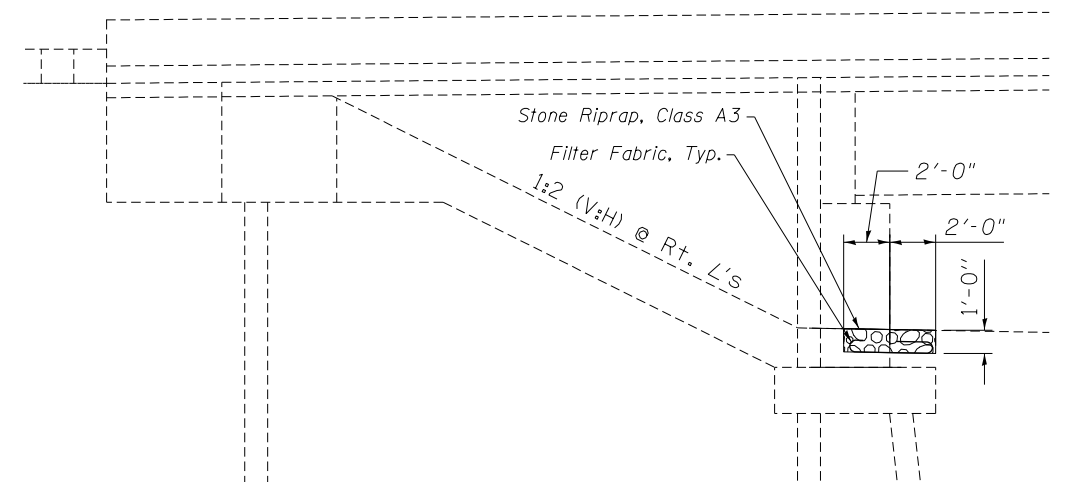 Stone Riprap, Class A3
Filter Fabric, Typ.
1:2 (V:H) @ Rt. ∠'s
2'-0"
2'-0"
1'-0"